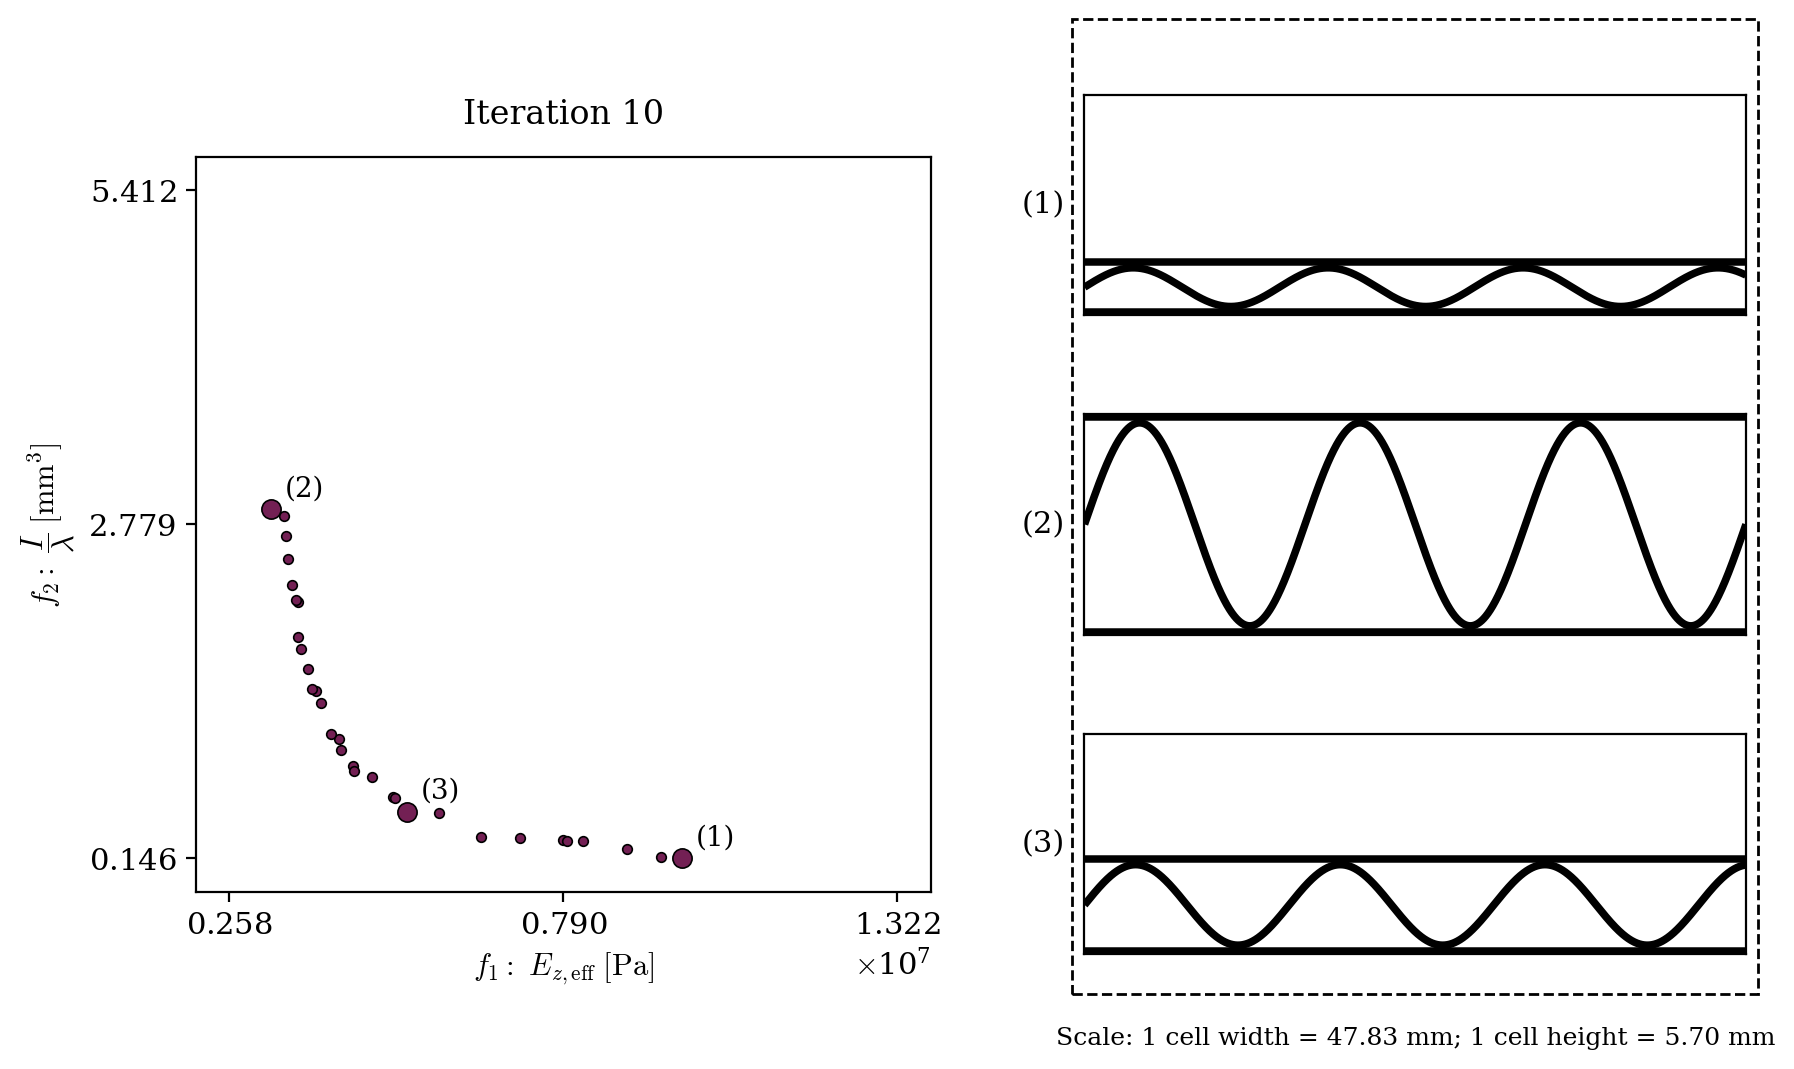 Iteration 10
5.412
2.779
0.146
f₂ : I/λ [mm³]
(2)
(3)
(1)
0.258 0.790 1.322
×10⁷
f₁ : E_z,eff [Pa]
(1)
(2)
(3)
Scale: 1 cell width = 47.83 mm; 1 cell height = 5.70 mm